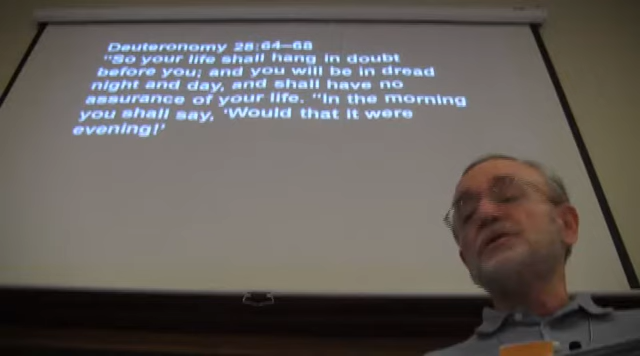 Deuteronomy 28:64–68
“So your life shall hang in doubt
before you; and you will be in dread
night and day, and shall have no
assurance of your life. “In the morning
you shall say, ‘Would that it were
evening!’